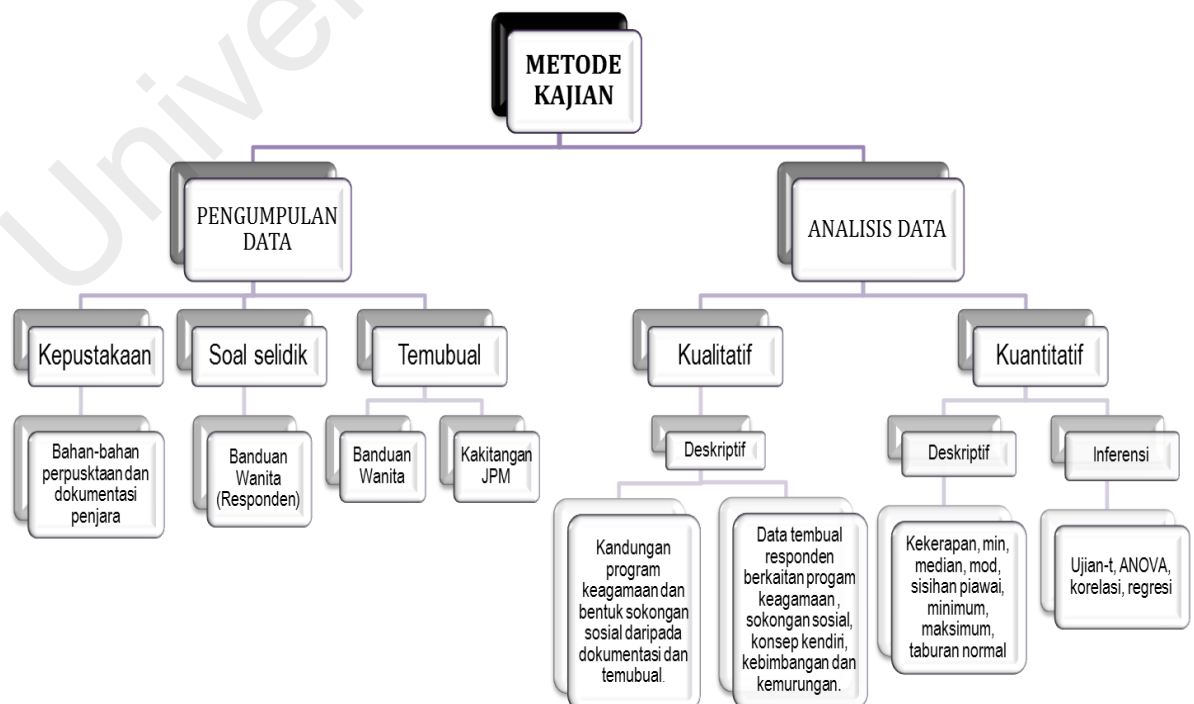 Univer
METODE
KAJIAN
PENGUMPULAN
DATA
ANALISIS DATA
Kepustakaan
Soal selidik
Temubual
Kualitatif
Kuantitatif
Bahan-bahan
perpusktaan dan
dokumentasi
penjara
Banduan
Wanita
(Responden)
Banduan
Wanita
Kakitangan
JPM
Deskriptif
Deskriptif
Inferensi
Kandungan
program
keagamaan dan
bentuk sokongan
sosial daripada
dokumentasi dan
temubual.
Data tembual
responden
berkaitan progam
keagamaan ,
sokongan sosial,
konsep kendiri,
kebimbangan dan
kemurungan.
Kekerapan, min,
median, mod,
sisihan piawai,
minimum,
maksimum,
taburan normal
Ujian-t, ANOVA,
korelasi, regresi